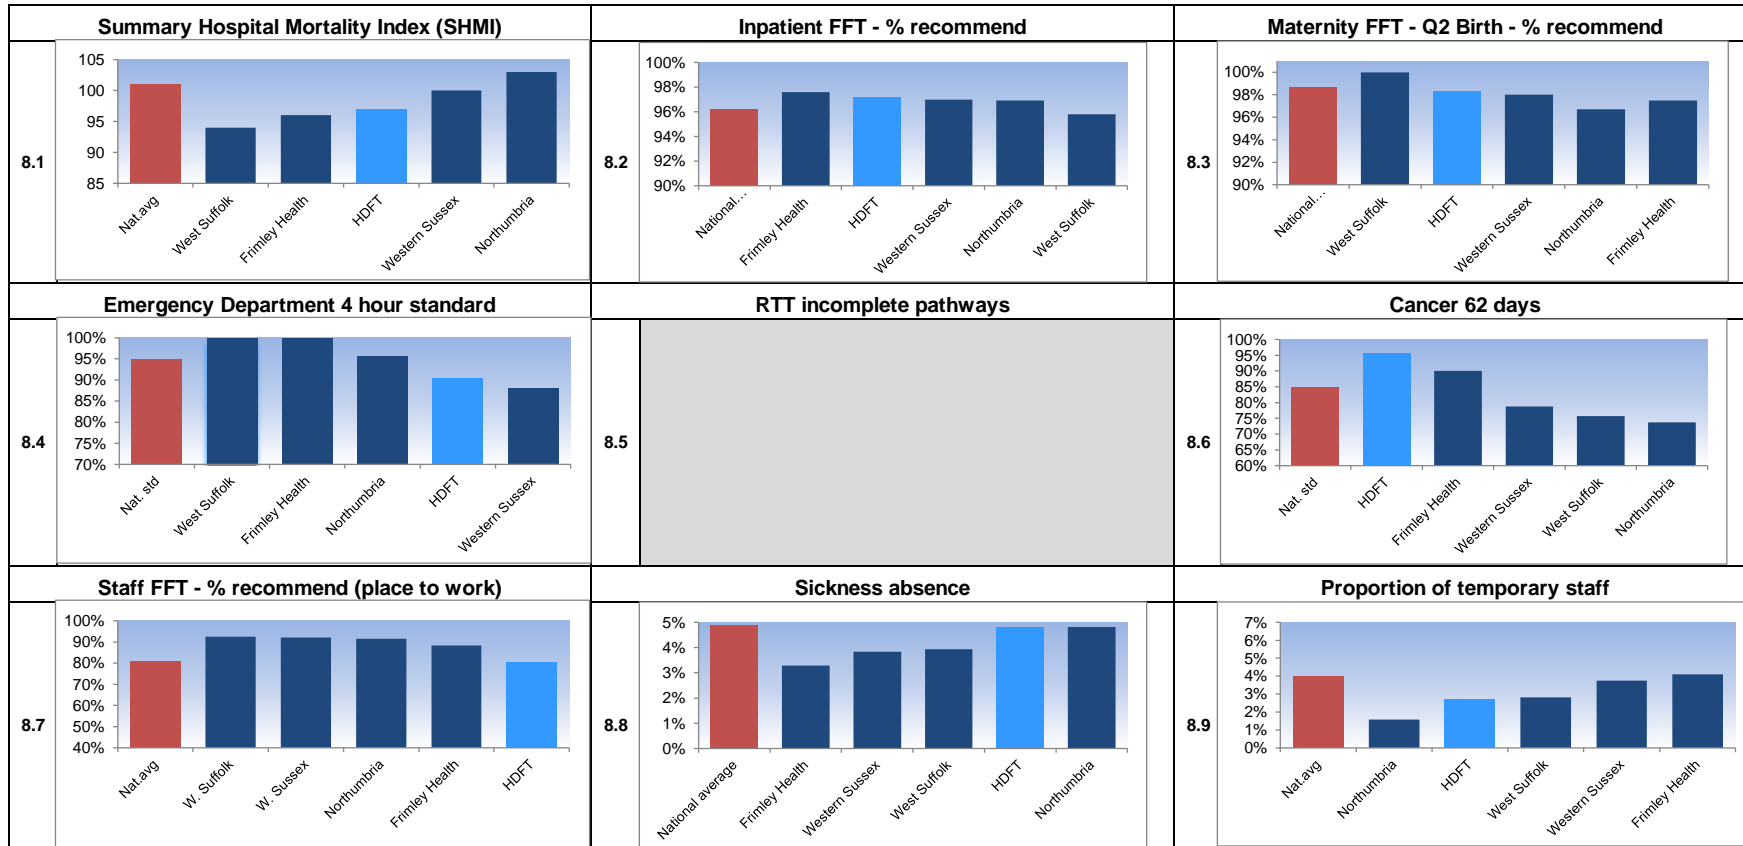 Summary Hospital Mortality Index (SHMI)
8.1
105
100
95
90
85
Nat.avg
West Suffolk
Frimley Health
HDFT
Western Sussex
Northumbria
Inpatient FFT - % recommend
8.2
100%
98%
96%
94%
92%
90%
National...
Frimley Health
HDFT
Western Sussex
Northumbria
West Suffolk
Maternity FFT - Q2 Birth - % recommend
8.3
100%
98%
96%
94%
92%
90%
National...
West Suffolk
HDFT
Western Sussex
Northumbria
Frimley Health
Emergency Department 4 hour standard
8.4
100%
95%
90%
85%
80%
75%
70%
Nat. std
West Suffolk
Frimley Health
Northumbria
HDFT
Western Sussex
RTT incomplete pathways
8.5
Cancer 62 days
8.6
100%
95%
90%
85%
80%
75%
70%
65%
60%
Nat. std
HDFT
Frimley Health
Western Sussex
West Suffolk
Northumbria
Staff FFT - % recommend (place to work)
8.7
100%
90%
80%
70%
60%
50%
40%
Nat.avg
W. Suffolk
W. Sussex
Northumbria
Frimley Health
HDFT
Sickness absence
8.8
5%
4%
3%
2%
1%
0%
National average
Frimley Health
Western Sussex
West Suffolk
HDFT
Northumbria
Proportion of temporary staff
8.9
7%
6%
5%
4%
3%
2%
1%
0%
Nat.avg
Northumbria
HDFT
West Suffolk
Western Sussex
Frimley Health